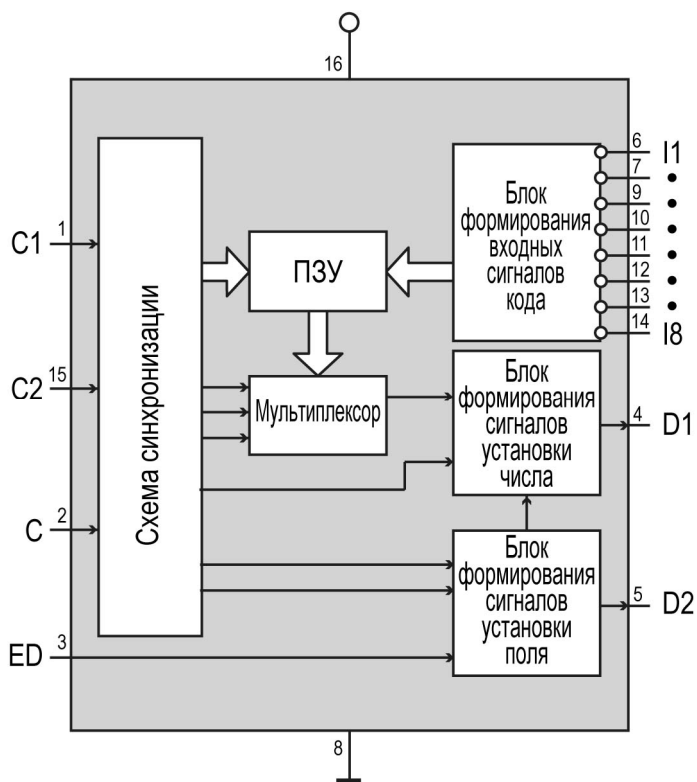 16
C1
1
C2
15
C
2
ED
3
Схема синхронизации
ПЗУ
Мультиплексор
Блок
формирования
входных
сигналов
кода
6
I1
7
9
10
11
12
13
14
I8
Блок
формирования
сигналов
установки
числа
4
D1
Блок
формирования
сигналов
установки
поля
5
D2
8